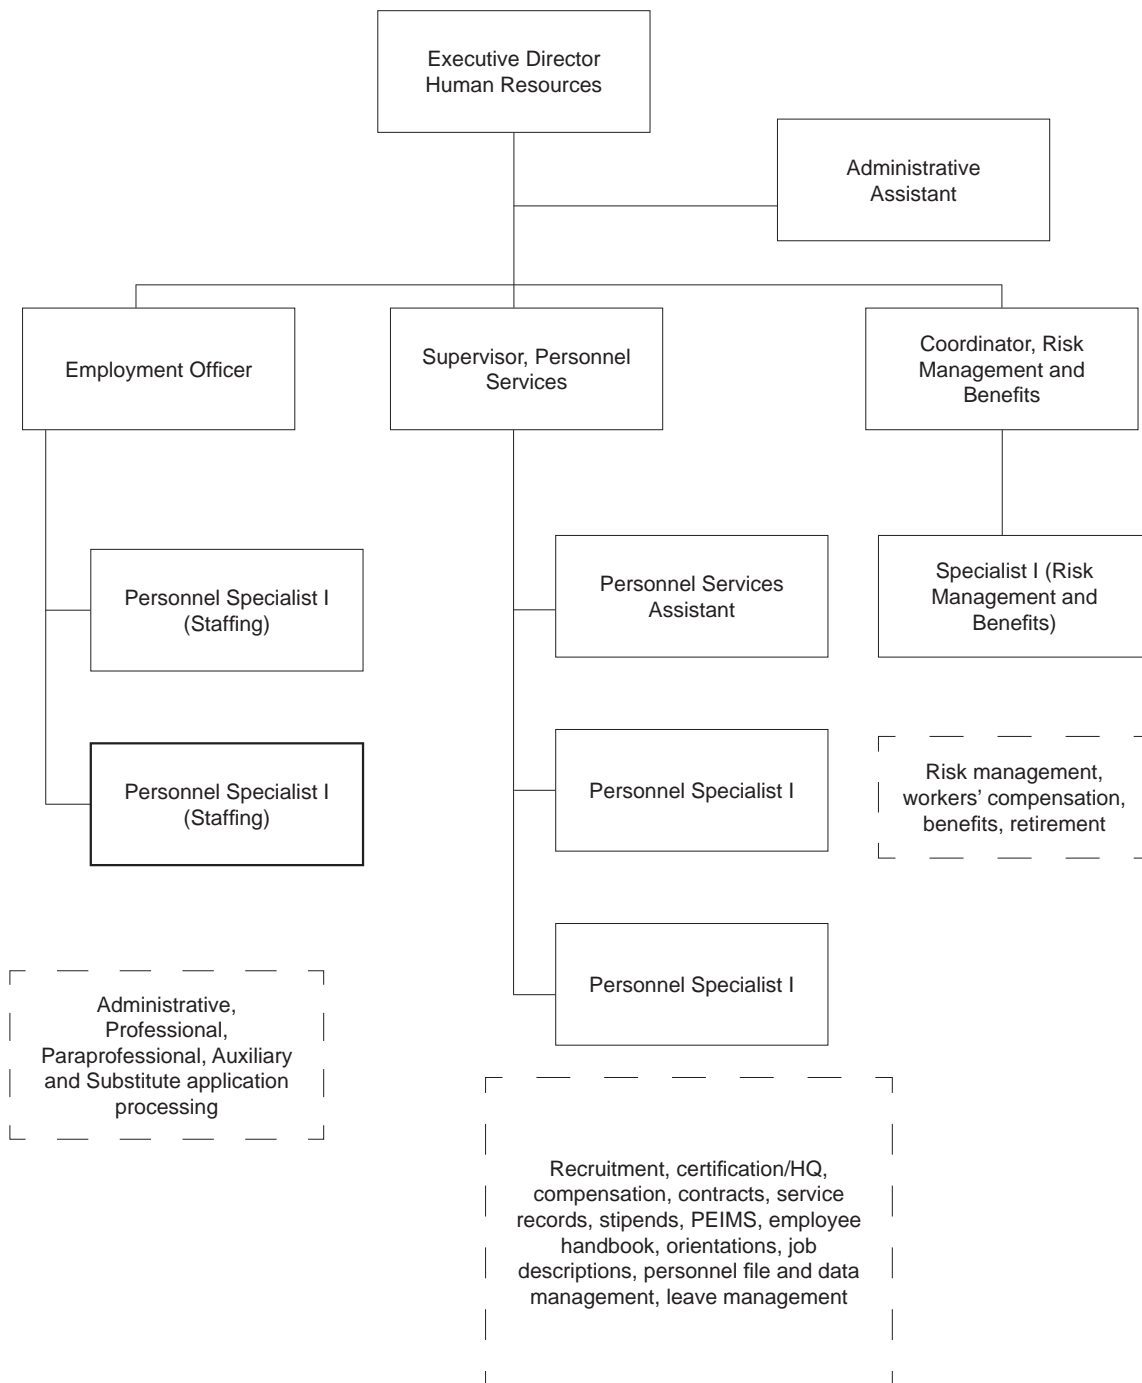 Executive Director
Human Resources
Administrative
Assistant
Employment Officer
Supervisor, Personnel
Services
Coordinator, Risk
Management and
Benefits
Personnel Specialist I
(Staffing)
Personnel Specialist I
(Staffing)
Personnel Services
Assistant
Personnel Specialist I
Personnel Specialist I
Specialist I (Risk
Management and
Benefits)
Risk management,
workers’ compensation,
benefits, retirement
Administrative,
Professional,
Paraprofessional, Auxiliary
and Substitute application
processing
Recruitment, certification/HQ,
compensation, contracts, service
records, stipends, PEIMS, employee
handbook, orientations, job
descriptions, personnel file and data
management, leave management